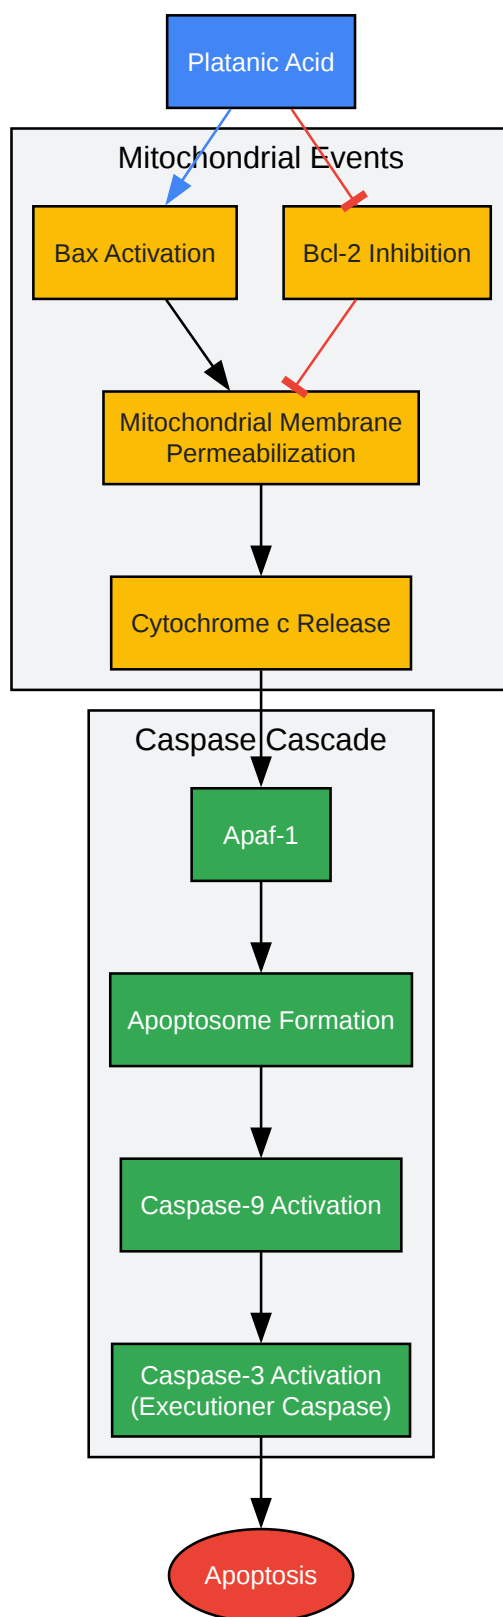 Platanic Acid
Mitochondrial Events
Bax Activation
Bcl-2 Inhibition
Mitochondrial Membrane
Permeabilization
Cytochrome c Release
Caspase Cascade
Apaf-1
Apoptosome Formation
Caspase-9 Activation
Caspase-3 Activation
(Executioner Caspase)
Apoptosis